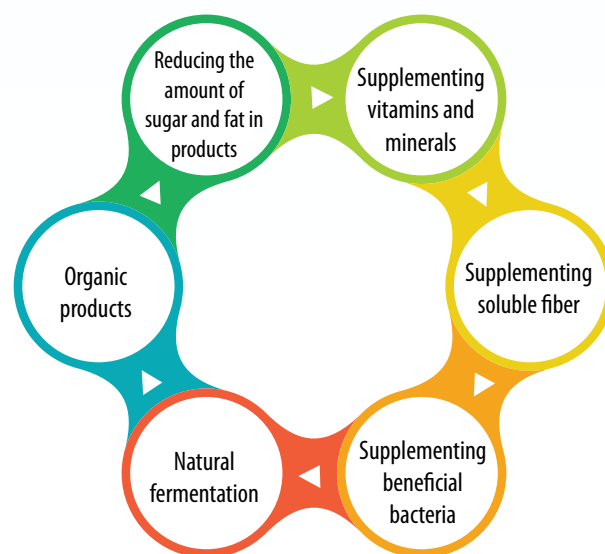 Reducing the
amount of
sugar and fat in
products
Supplementing
vitamins and
minerals
Supplementing
soluble fiber
Supplementing
beneficial
bacteria
Natural
fermentation
Organic
products